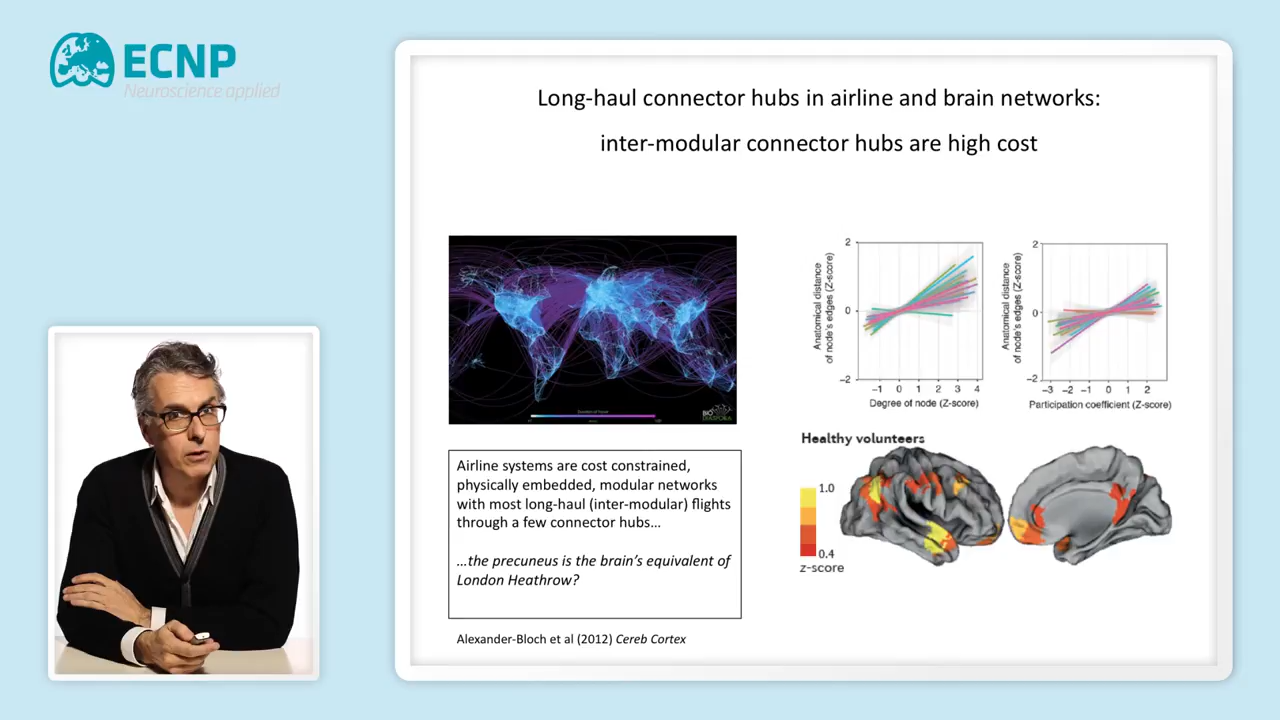 ECNP
Neuroscience applied
Long-haul connector hubs in airline and brain networks:
inter-modular connector hubs are high cost
BIO
DIASPORA
Airline systems are cost constrained,
physically embedded, modular networks
with most long-haul (inter-modular) flights
through a few connector hubs…
…the precuneus is the brain's equivalent of
London Heathrow?
Alexander-Bloch et al (2012) Cereb Cortex
Anatomical distance
of node's edges (Z-score)
2
0
−2
−1 0 1 2 3 4
Degree of node (Z-score)
Anatomical distance
of node's edges (Z-score)
2
0
−2
−3 −2 −1 0 1 2
Participation coefficient (Z-score)
Healthy volunteers
1.0
0.4
z-score